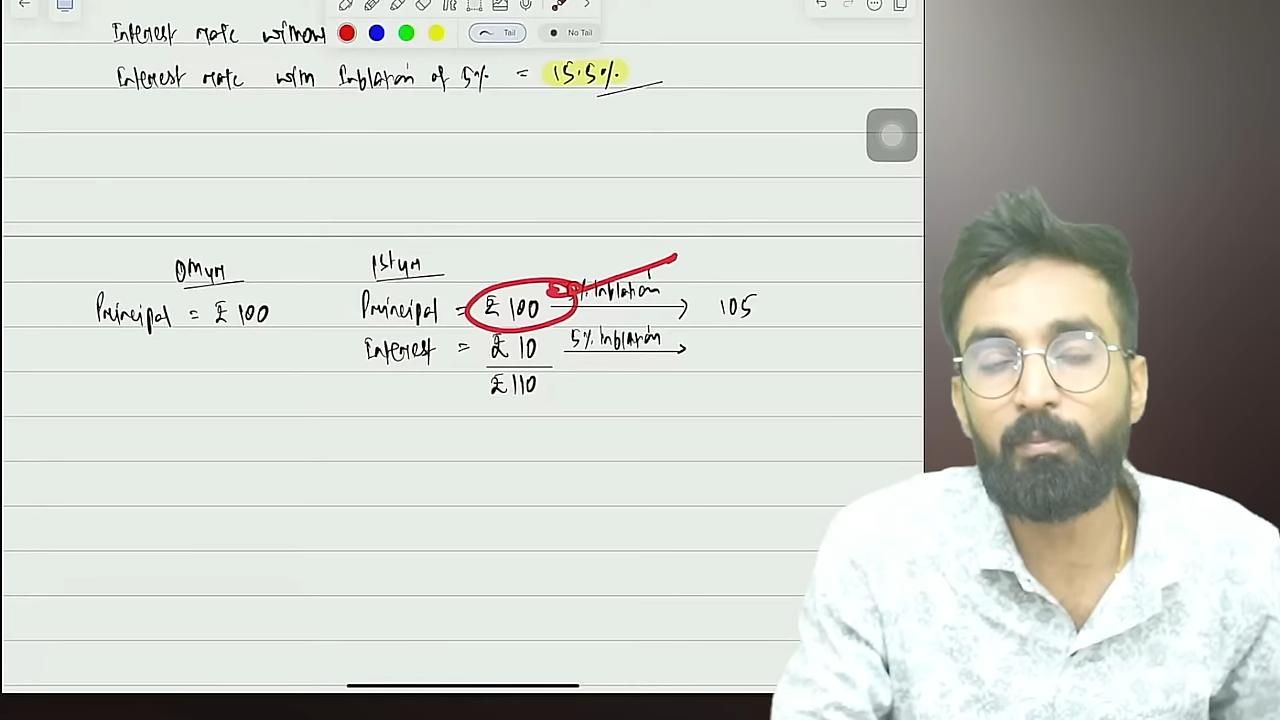 Interest rate without
Tail
No Tail
Interest rate with Inflation of 5% = 15.5%
0th yr
1st yr
Principal = £ 100
Principal = £ 100 5% Inflation 105
Interest = £ 10 5% Inflation
£ 110